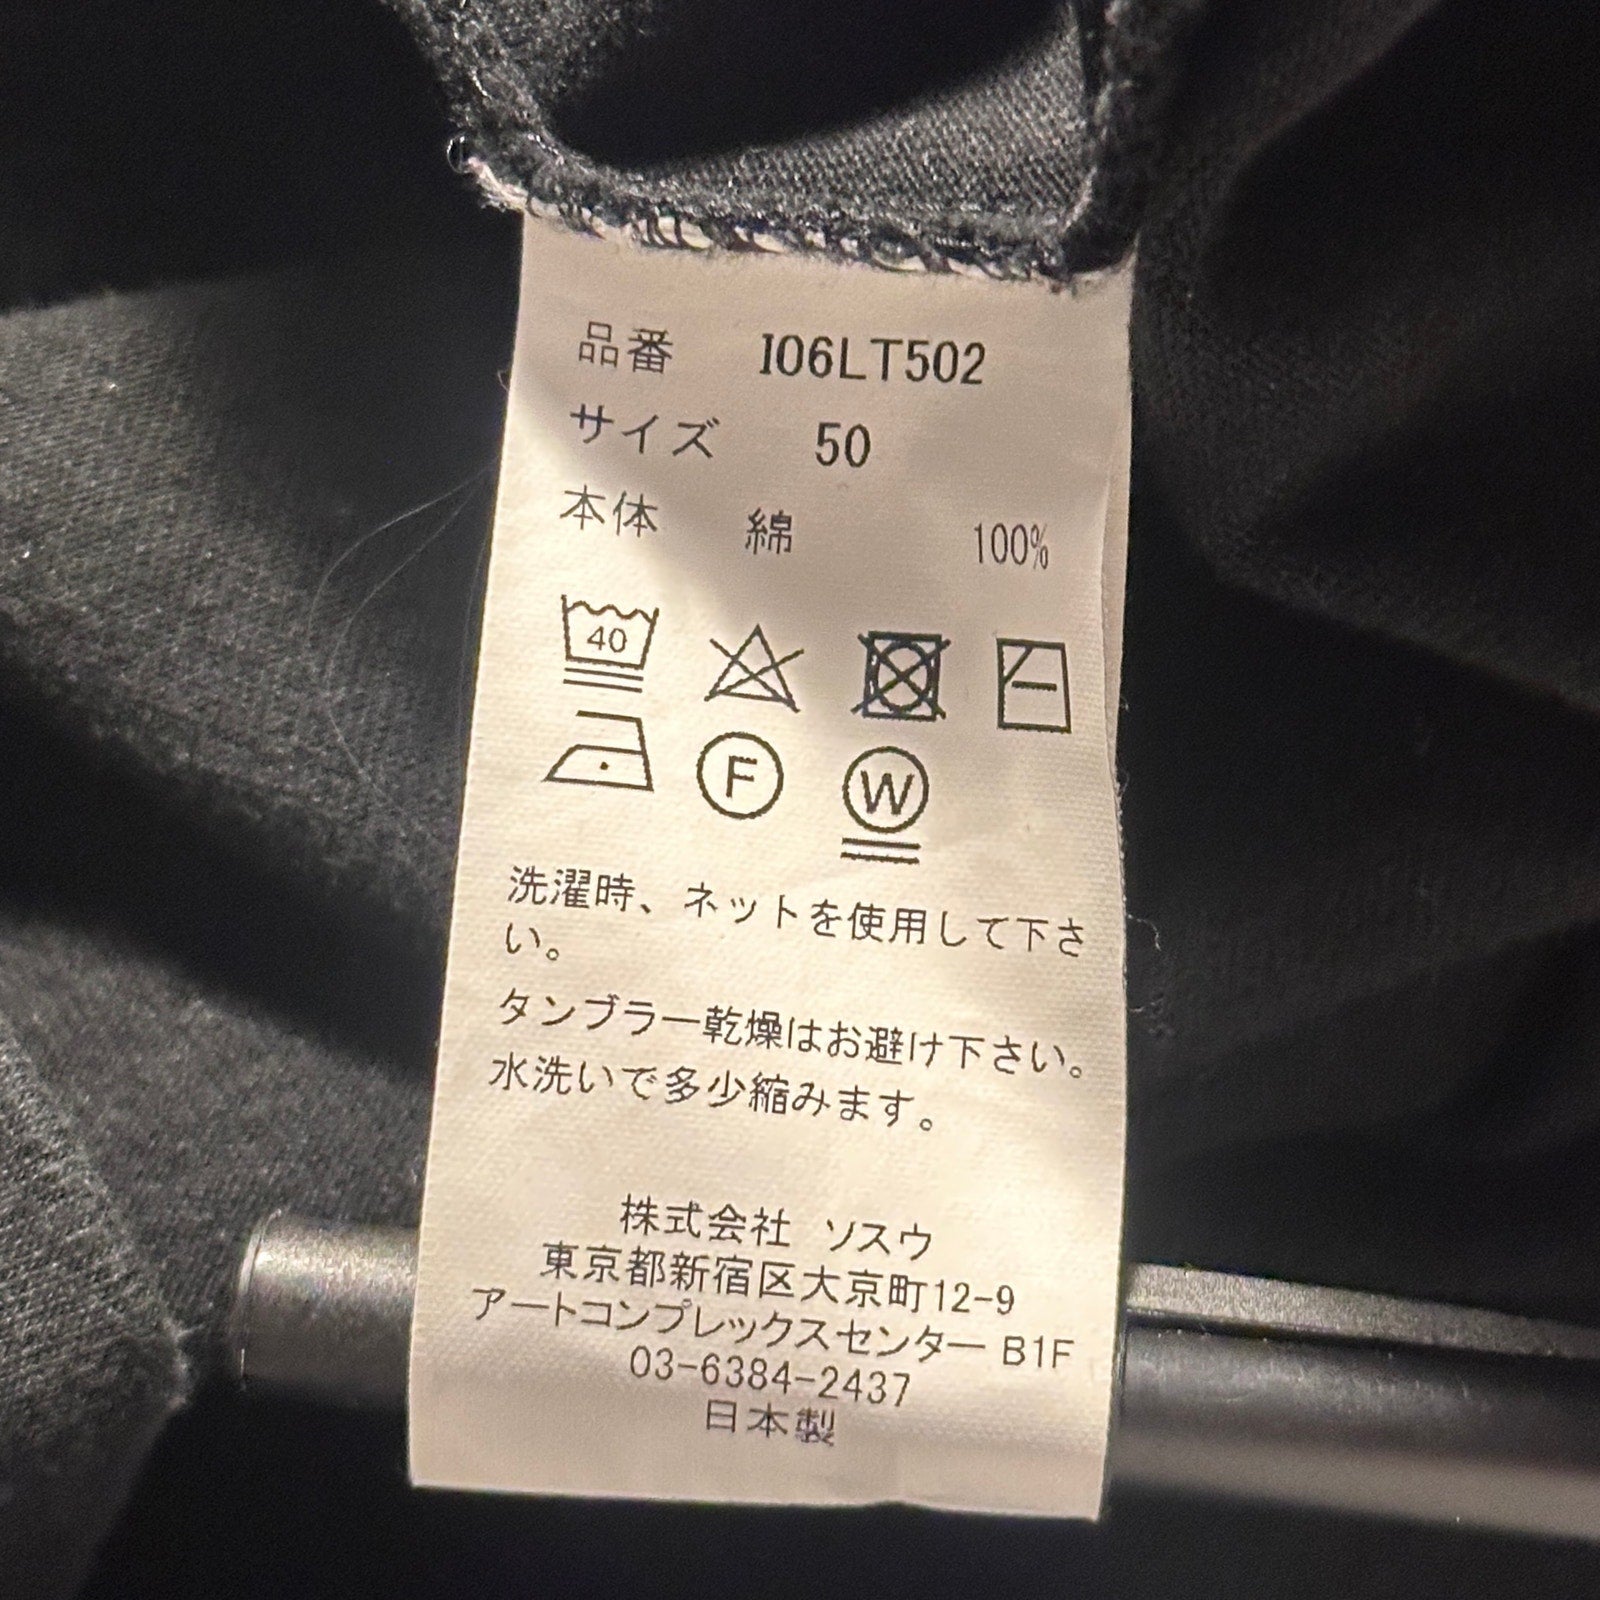 品番 I06LT502
サイズ 50
本体 綿 100%
40
F W
洗濯時、ネットを使用して下さ
い。
タンブラー乾燥はお避け下さい。
水洗いで多少縮みます。
株式会社 ソスウ
東京都新宿区大京町12-9
アートコンプレックスセンター B1F
03-6384-2437
日本製